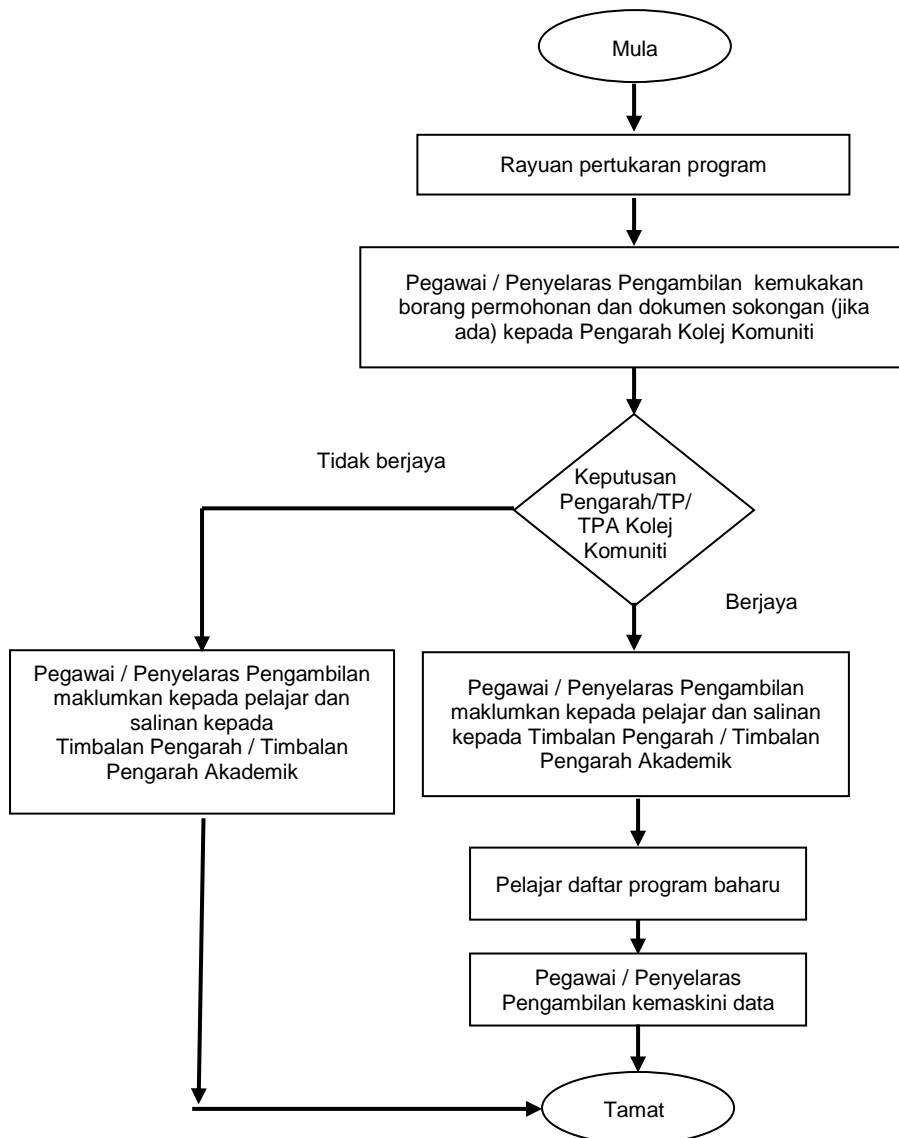 Mula
Rayuan pertukaran program
Pegawai / Penyelaras Pengambilan kemukakan
borang permohonan dan dokumen sokongan (jika
ada) kepada Pengarah Kolej Komuniti
Tidak berjaya
Keputusan
Pengarah/TP/
TPA Kolej
Komuniti
Berjaya
Pegawai / Penyelaras Pengambilan
maklumkan kepada pelajar dan
salinan kepada
Timbalan Pengarah / Timbalan
Pengarah Akademik
Pegawai / Penyelaras Pengambilan
maklumkan kepada pelajar dan salinan
kepada Timbalan Pengarah / Timbalan
Pengarah Akademik
Pelajar daftar program baharu
Pegawai / Penyelaras
Pengambilan kemaskini data
Tamat